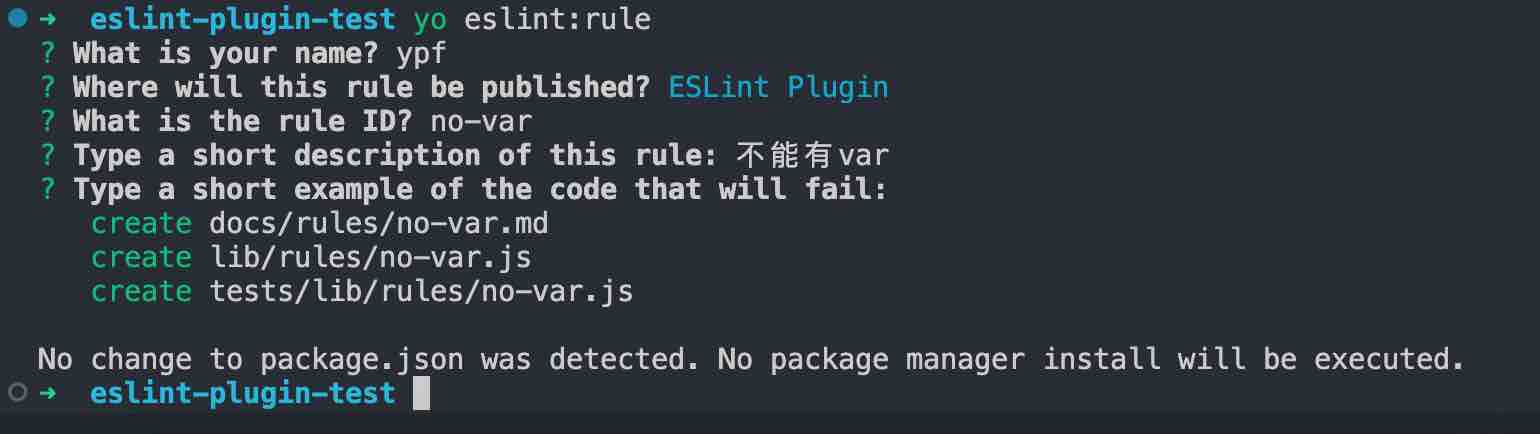 ➜ eslint-plugin-test yo eslint:rule
? What is your name? ypf
? Where will this rule be published? ESLint Plugin
? What is the rule ID? no-var
? Type a short description of this rule: 不能有var
? Type a short example of the code that will fail:
create docs/rules/no-var.md
create lib/rules/no-var.js
create tests/lib/rules/no-var.js
No change to package.json was detected. No package manager install will be executed.
➜ eslint-plugin-test